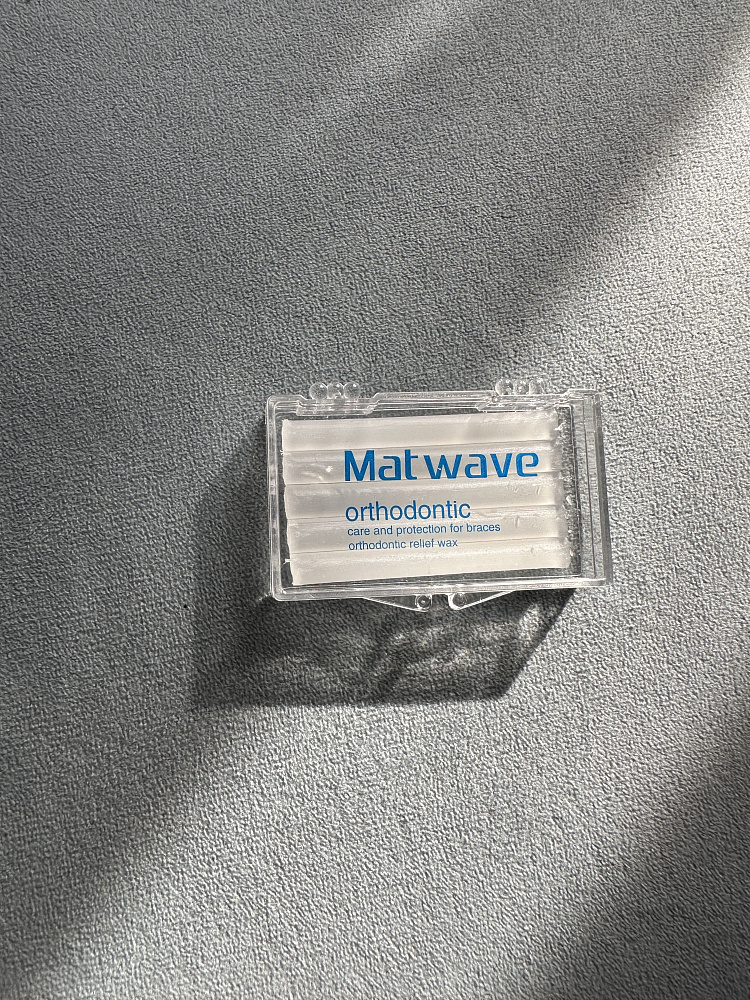 Matwave
orthodontic
care and protection for braces
orthodontic relief wax